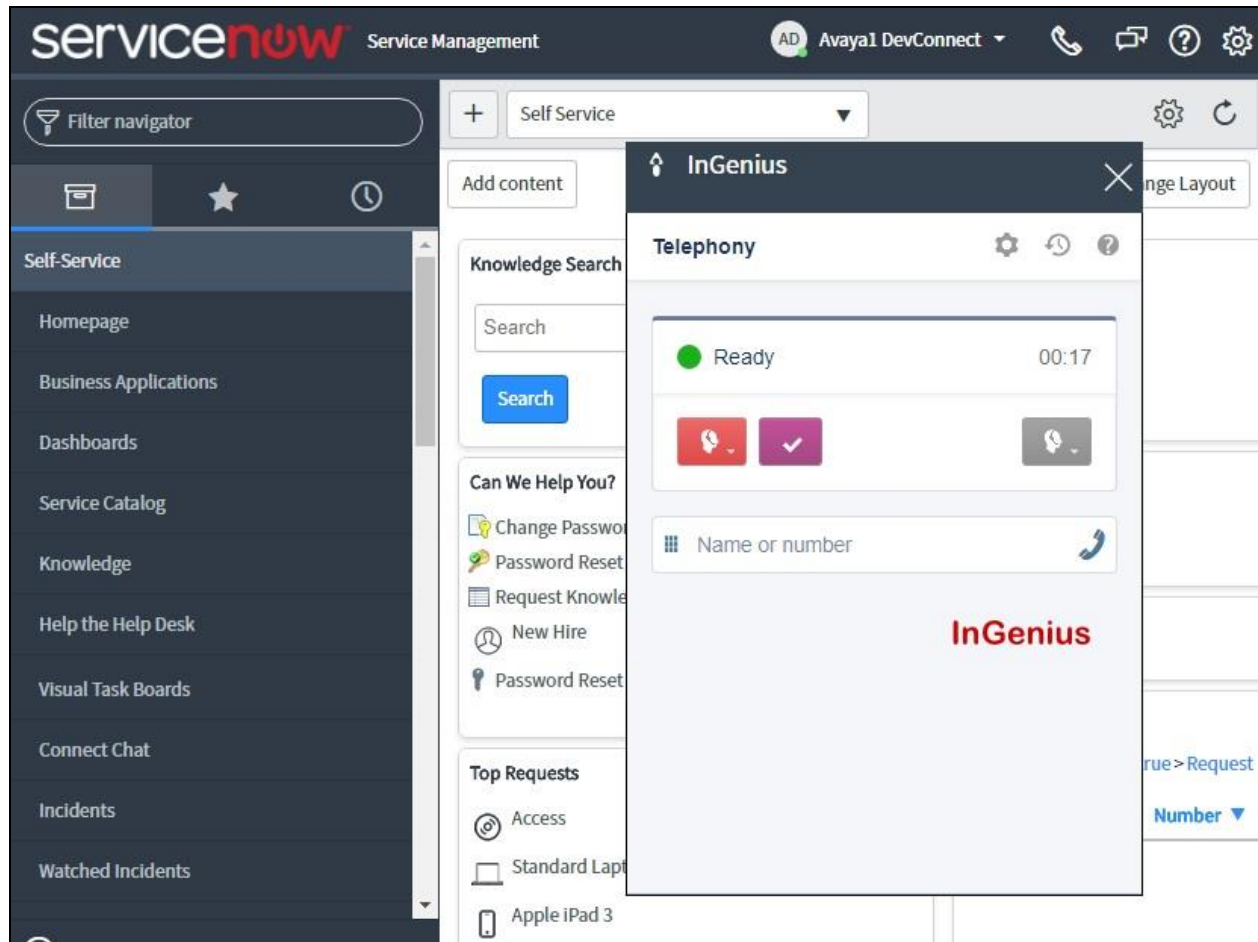 servicenow Service Management
AD Avaya1 DevConnect
Filter navigator
Self-Service
Homepage
Business Applications
Dashboards
Service Catalog
Knowledge
Help the Help Desk
Visual Task Boards
Connect Chat
Incidents
Watched Incidents
Self Service
Add content
nge Layout
Knowledge Search
Search
Search
Can We Help You?
Change Passwo
Password Reset
Request Knowle
New Hire
Password Reset
Top Requests
Access
Standard Lapt
Apple iPad 3
InGenius
Telephony
Ready 00:17
Name or number
InGenius
rue > Request
Number